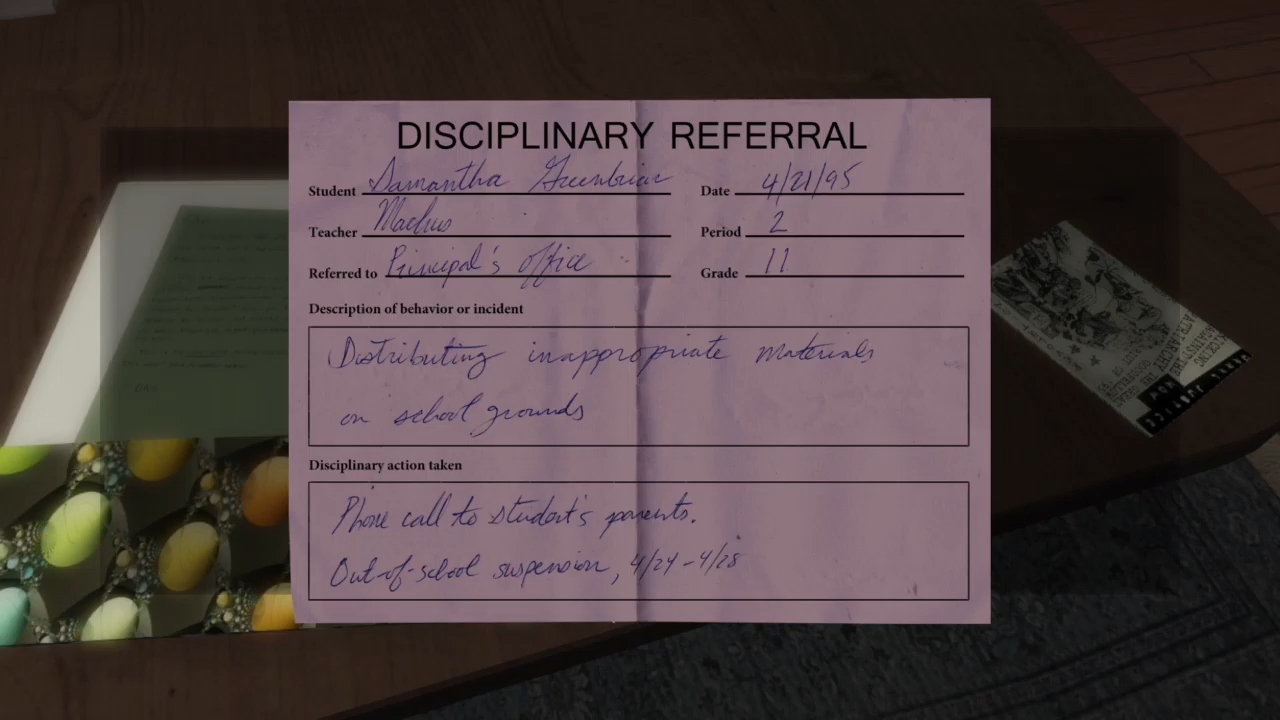 DISCIPLINARY REFERRAL
Student Samantha Greenbriar Date 4/21/95
Teacher Period 2
Referred to Principal's office Grade 11
Description of behavior or incident
Distributing inappropriate materials
on school grounds
Disciplinary action taken
Phone call to student's parents.
Out-of-school suspension, 4/24-4/28